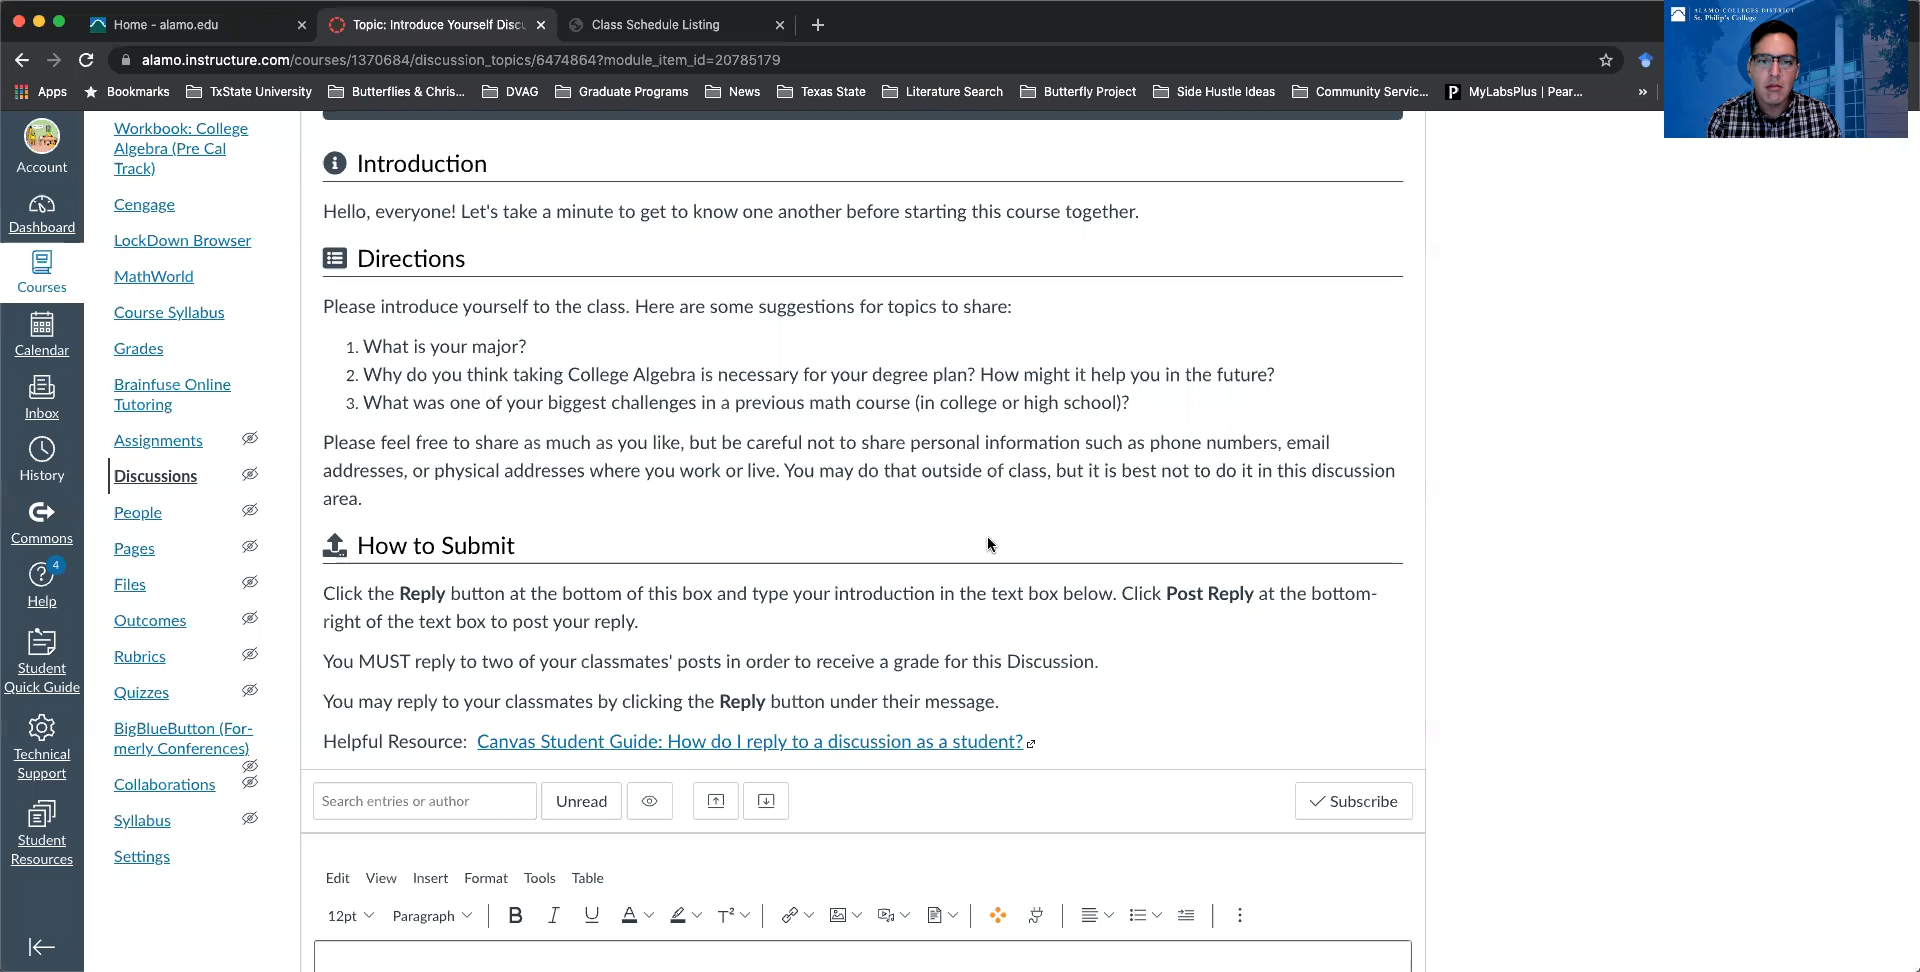 Home - alamo.edu
Topic: Introduce Yourself Discu
Class Schedule Listing
alamo.instructure.com/courses/1370684/discussion_topics/6474864?module_item_id=20785179
Apps
Bookmarks
TxState University
Butterflies & Chris...
DVAG
Graduate Programs
News
Texas State
Literature Search
Butterfly Project
Side Hustle Ideas
Community Servic...
MyLabsPlus | Pear...
»
ALAMO COLLEGES DISTRICT
St. Philip's College
Account
Dashboard
Courses
Calendar
Inbox
History
Commons
4
Help
Student
Quick Guide
Technical
Support
Student
Resources
Workbook: College
Algebra (Pre Cal
Track)
Cengage
LockDown Browser
MathWorld
Course Syllabus
Grades
Brainfuse Online
Tutoring
Assignments
Discussions
People
Pages
Files
Outcomes
Rubrics
Quizzes
BigBlueButton (For-
merly Conferences)
Collaborations
Syllabus
Settings
Introduction
Hello, everyone! Let's take a minute to get to know one another before starting this course together.
Directions
Please introduce yourself to the class. Here are some suggestions for topics to share:
1. What is your major?
2. Why do you think taking College Algebra is necessary for your degree plan? How might it help you in the future?
3. What was one of your biggest challenges in a previous math course (in college or high school)?
Please feel free to share as much as you like, but be careful not to share personal information such as phone numbers, email
addresses, or physical addresses where you work or live. You may do that outside of class, but it is best not to do it in this discussion
area.
How to Submit
Click the Reply button at the bottom of this box and type your introduction in the text box below. Click Post Reply at the bottom-
right of the text box to post your reply.
You MUST reply to two of your classmates' posts in order to receive a grade for this Discussion.
You may reply to your classmates by clicking the Reply button under their message.
Helpful Resource: Canvas Student Guide: How do I reply to a discussion as a student?
Search entries or author
Unread
Subscribe
Edit View Insert Format Tools Table
12pt Paragraph B I U A T²